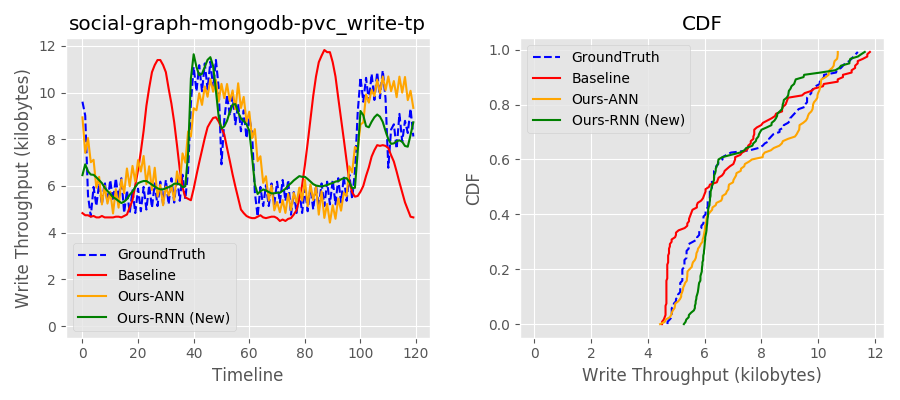 social-graph-mongodb-pvc_write-tp
Write Throughput (kilobytes)
12
10
8
6
4
2
0
GroundTruth
Baseline
Ours-ANN
Ours-RNN (New)
0 20 40 60 80 100 120
Timeline
CDF
CDF
1.0
0.8
0.6
0.4
0.2
0.0
GroundTruth
Baseline
Ours-ANN
Ours-RNN (New)
0 2 4 6 8 10 12
Write Throughput (kilobytes)